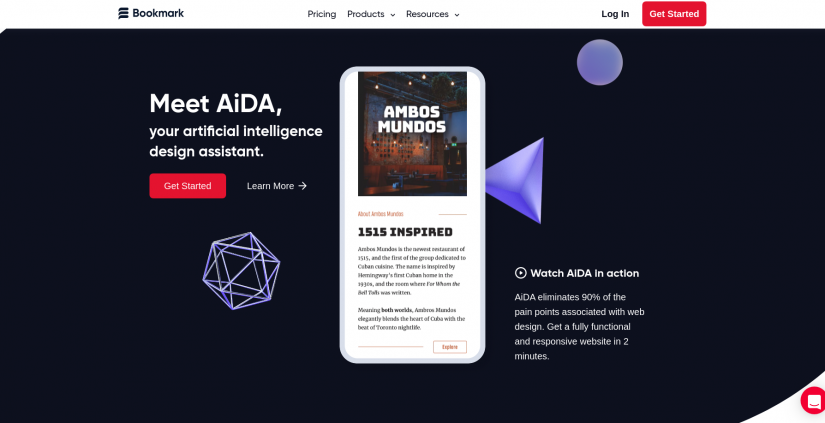 Bookmark
Pricing
Products
Resources
Log In
Get Started
Meet AiDA,
your artificial intelligence
design assistant.
Get Started
Learn More
AMBOS
MUNDOS
About Ambos Mundos
1515 INSPIRED
Ambos Mundos is the newest restaurant of
1515, and the first of the group dedicated to
Cuban cuisine. The name is inspired by
Hemingway's first Cuban home in the
1930s, and the room where For Whom the
Bell Tolls was written.
Meaning both worlds, Ambros Mundos
elegantly blends the heart of Cuba with the
beat of Toronto nightlife.
Explore
Watch AiDA in action
AiDA eliminates 90% of the
pain points associated with web
design. Get a fully functional
and responsive website in 2
minutes.